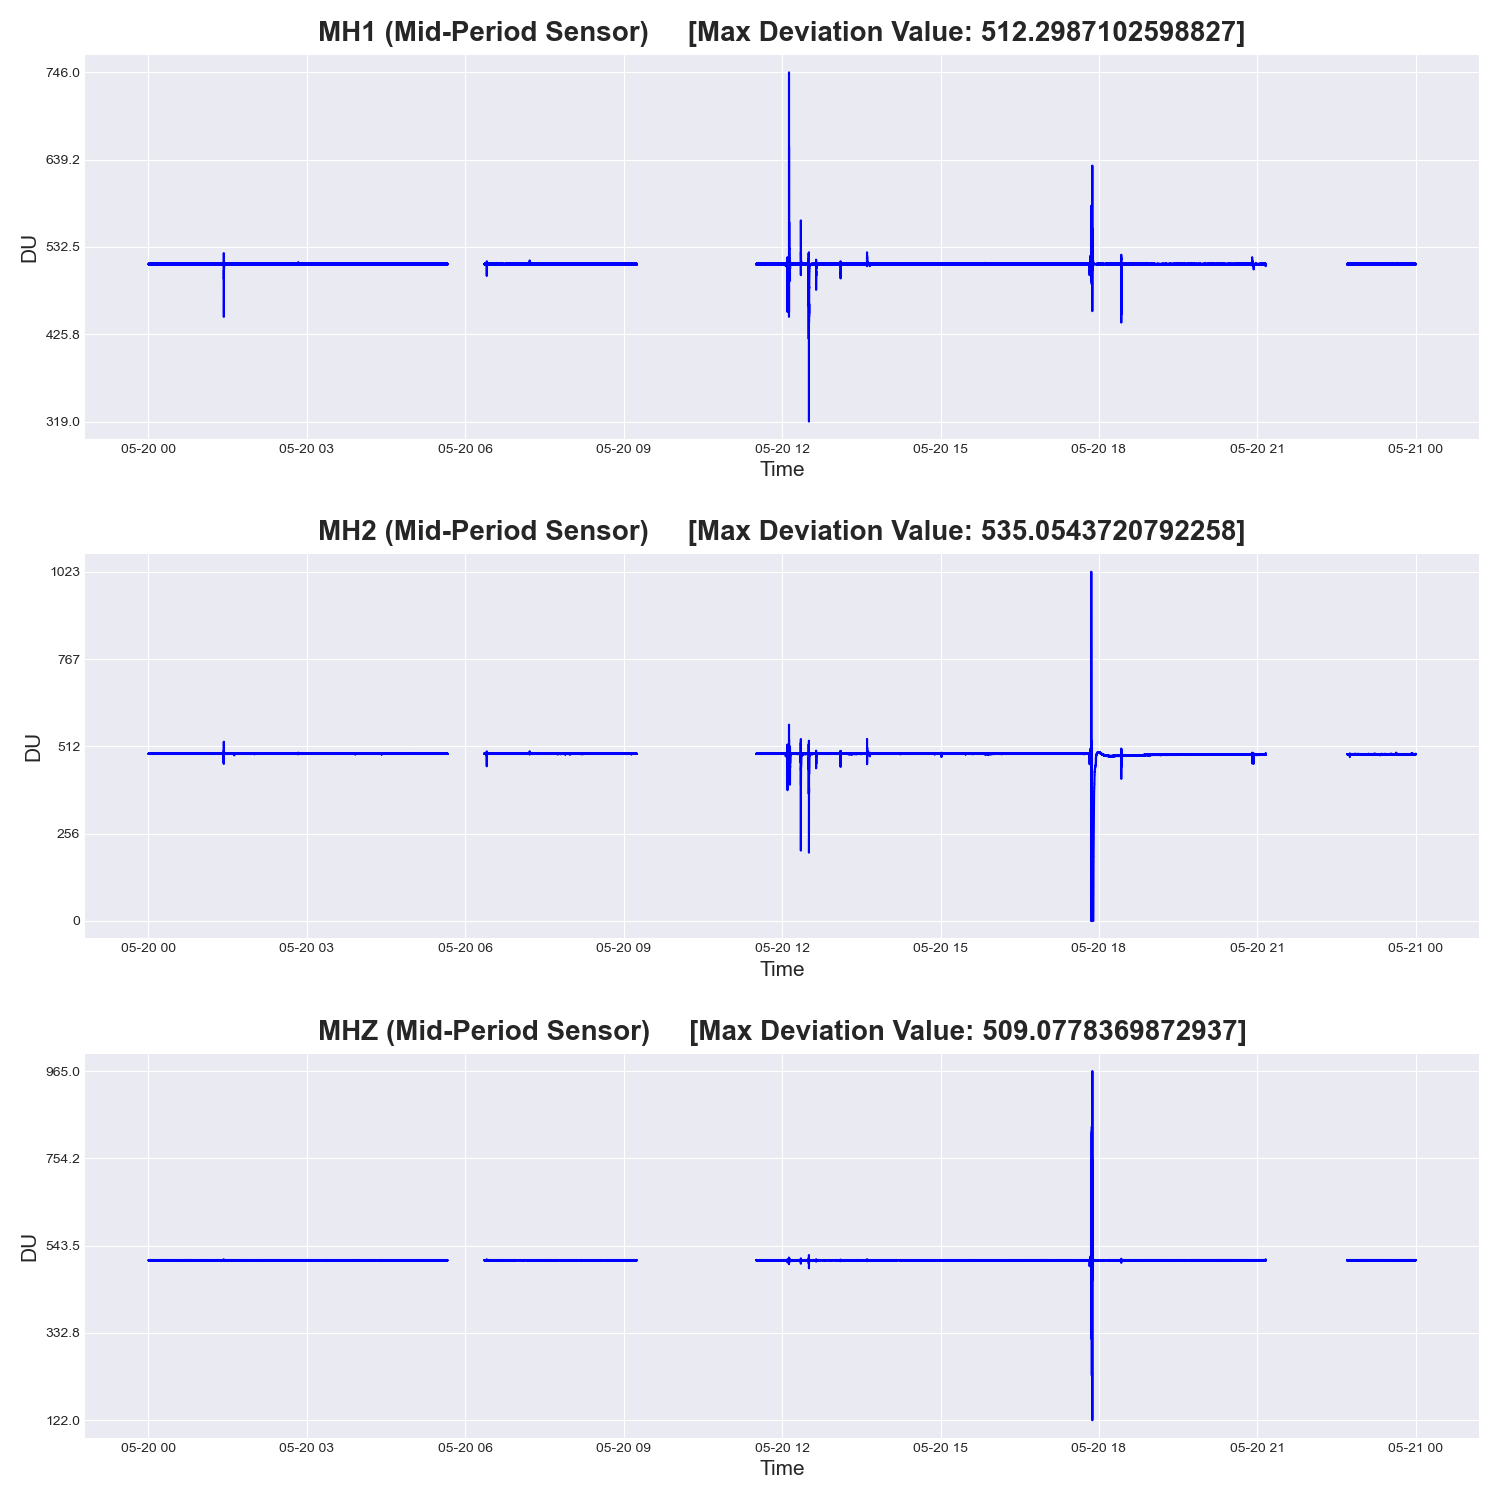 MH1 (Mid-Period Sensor) [Max Deviation Value: 512.2987102598827]
746.0
639.2
532.5
425.8
319.0
DU
05-20 00 05-20 03 05-20 06 05-20 09 05-20 12 05-20 15 05-20 18 05-20 21 05-21 00
Time
MH2 (Mid-Period Sensor) [Max Deviation Value: 535.0543720792258]
1023
767
512
256
0
DU
05-20 00 05-20 03 05-20 06 05-20 09 05-20 12 05-20 15 05-20 18 05-20 21 05-21 00
Time
MHZ (Mid-Period Sensor) [Max Deviation Value: 509.0778369872937]
965.0
754.2
543.5
332.8
122.0
DU
05-20 00 05-20 03 05-20 06 05-20 09 05-20 12 05-20 15 05-20 18 05-20 21 05-21 00
Time